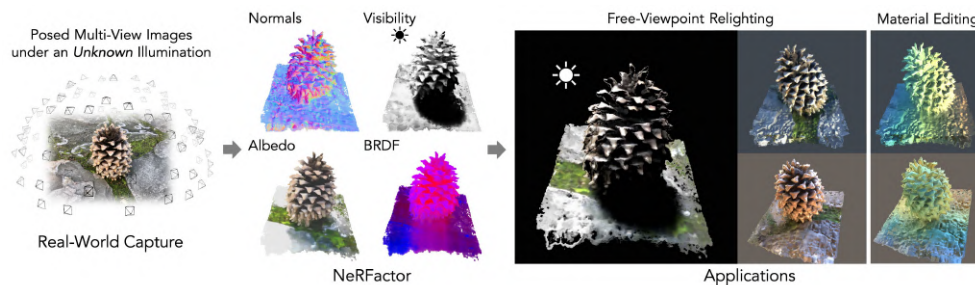 Posed Multi-View Images
under an Unknown Illumination
Real-World Capture
Normals
Visibility
Albedo
BRDF
NeRFactor
Free-Viewpoint Relighting
Material Editing
Applications